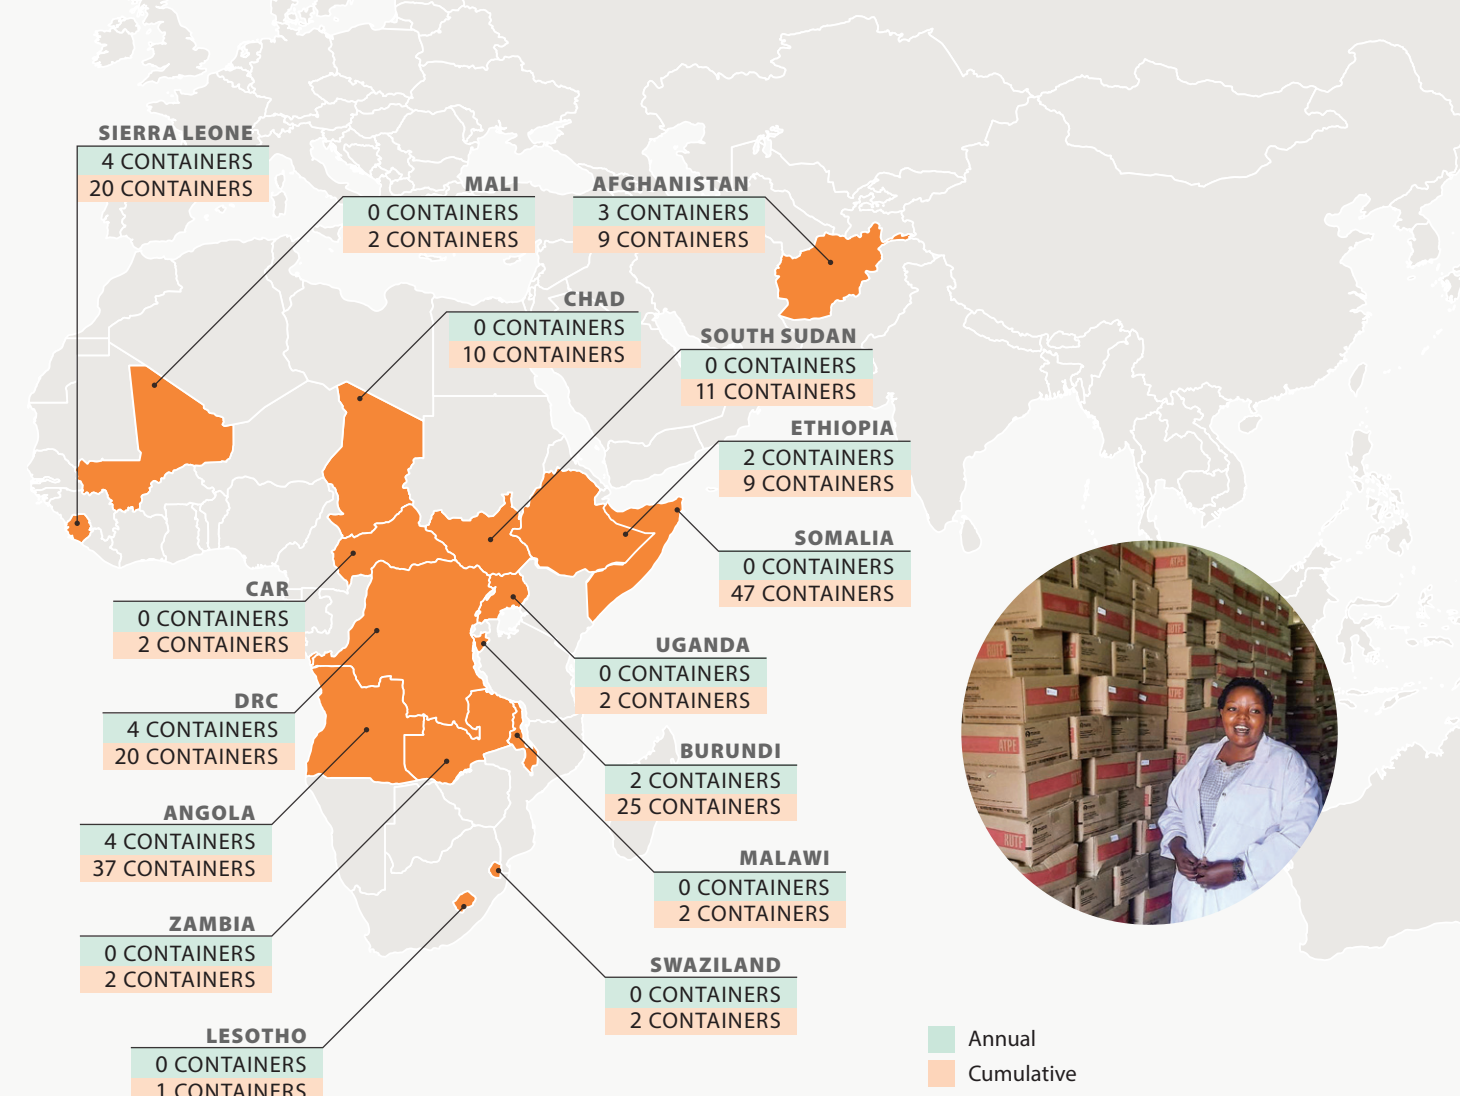 SIERRA LEONE
4 CONTAINERS
20 CONTAINERS
MALI
0 CONTAINERS
2 CONTAINERS
AFGHANISTAN
3 CONTAINERS
9 CONTAINERS
CHAD
0 CONTAINERS
10 CONTAINERS
SOUTH SUDAN
0 CONTAINERS
11 CONTAINERS
ETHIOPIA
2 CONTAINERS
9 CONTAINERS
SOMALIA
0 CONTAINERS
47 CONTAINERS
CAR
0 CONTAINERS
2 CONTAINERS
UGANDA
0 CONTAINERS
2 CONTAINERS
DRC
4 CONTAINERS
20 CONTAINERS
BURUNDI
2 CONTAINERS
25 CONTAINERS
ANGOLA
4 CONTAINERS
37 CONTAINERS
MALAWI
0 CONTAINERS
2 CONTAINERS
ZAMBIA
0 CONTAINERS
2 CONTAINERS
SWAZILAND
0 CONTAINERS
2 CONTAINERS
LESOTHO
0 CONTAINERS
1 CONTAINERS
Annual
Cumulative
ATPE
RUTF